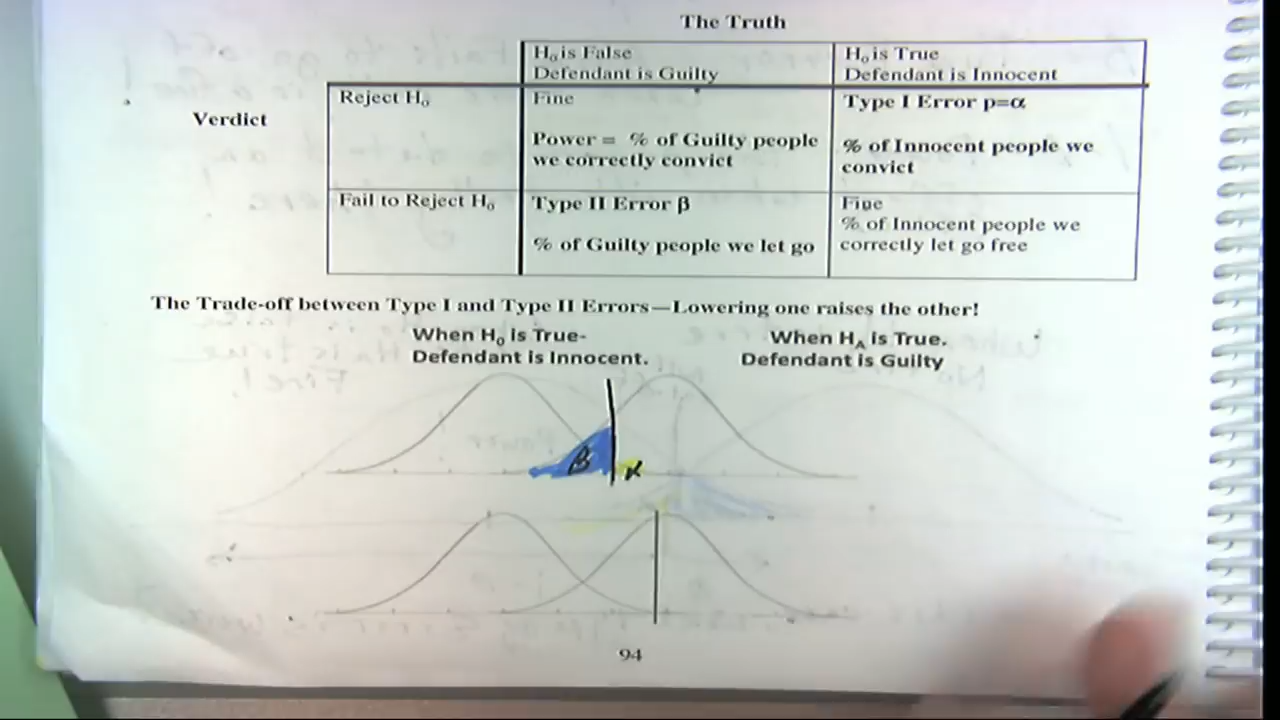 The Truth
H₀ is False
Defendant is Guilty
H₀ is True
Defendant is Innocent
Verdict
Reject H₀
Fine
Power = % of Guilty people
we correctly convict
Type I Error p=α
% of Innocent people we
convict
Fail to Reject H₀
Type II Error β
% of Guilty people we let go
Fine
% of Innocent people we
correctly let go free
The Trade-off between Type I and Type II Errors—Lowering one raises the other!
When H₀ is True-
Defendant is Innocent.
When Hₐ is True.
Defendant is Guilty
β α
94